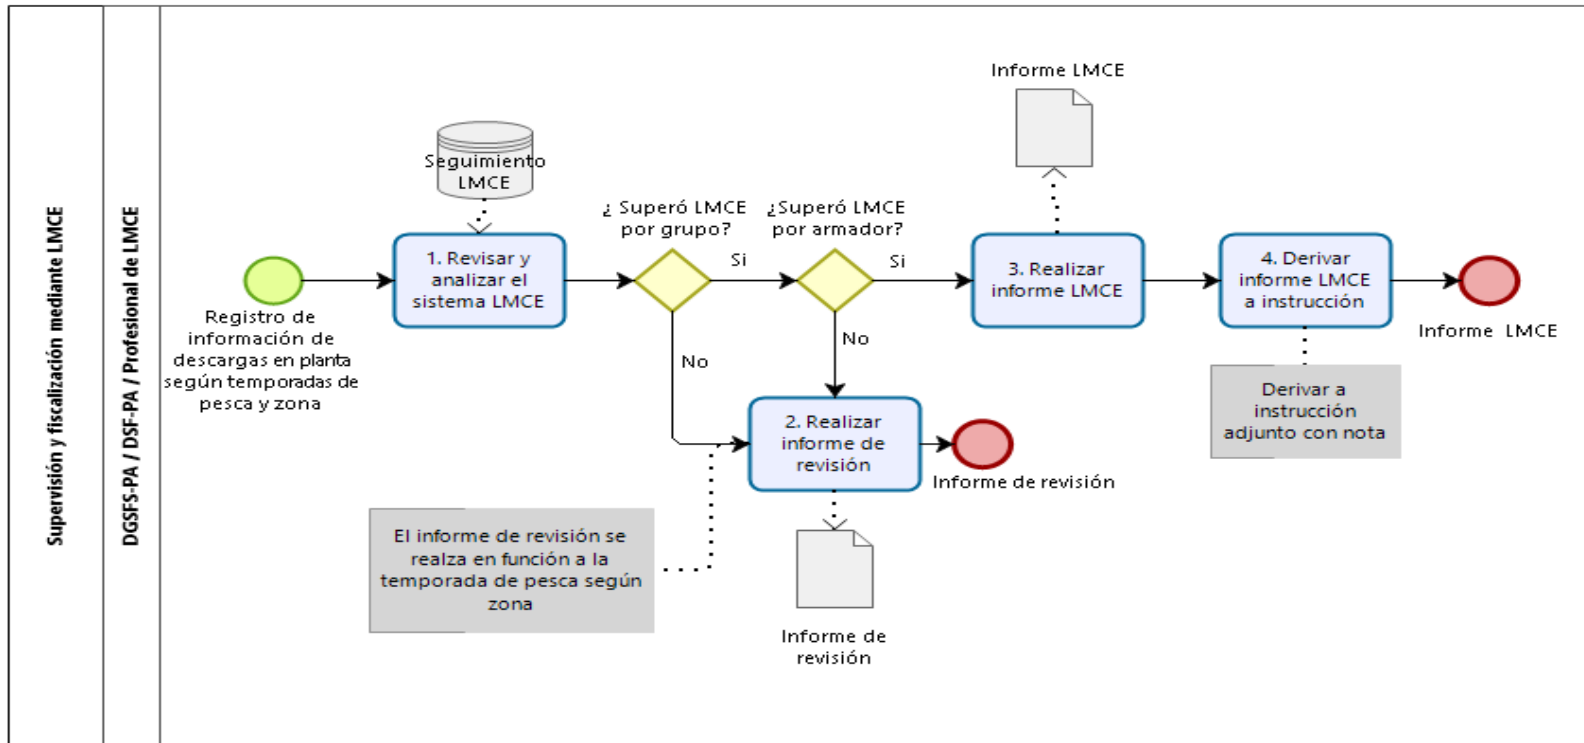 Supervisión y fiscalización mediante LMCE
DGSFS-PA / DSF-PA / Profesional de LMCE
Registro de
información de
descargas en planta
según temporadas de
pesca y zona
Seguimiento
LMCE
1. Revisar y
analizar el
sistema LMCE
¿ Superó LMCE
por grupo?
Si
No
¿Superó LMCE
por armador?
Si
No
Informe LMCE
3. Realizar
informe LMCE
4. Derivar
informe LMCE
a instrucción
Informe LMCE
Derivar a
instrucción
adjunto con nota
2. Realizar
informe de
revisión
Informe de revisión
El informe de revisión se
realza en función a la
temporada de pesca según
zona
Informe de
revisión